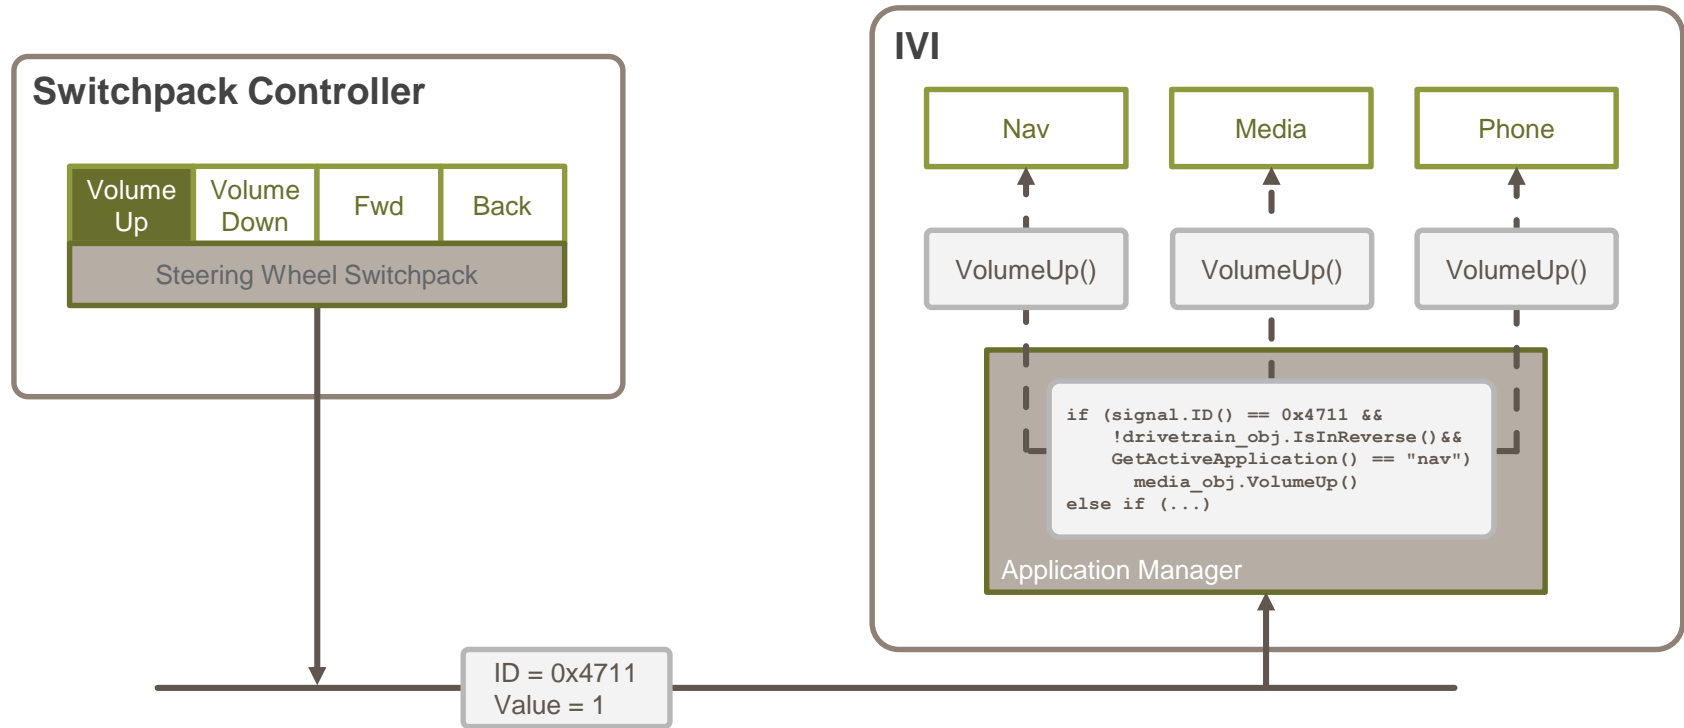 Switchpack Controller
Volume
Up
Volume
Down
Fwd
Back
Steering Wheel Switchpack
ID = 0x4711
Value = 1
IVI
Nav
Media
Phone
VolumeUp()
VolumeUp()
VolumeUp()
if (signal.ID() == 0x4711 &&
!drivetrain_obj.IsInReverse()&&
GetActiveApplication() == "nav")
media_obj.VolumeUp()
else if (...)
Application Manager